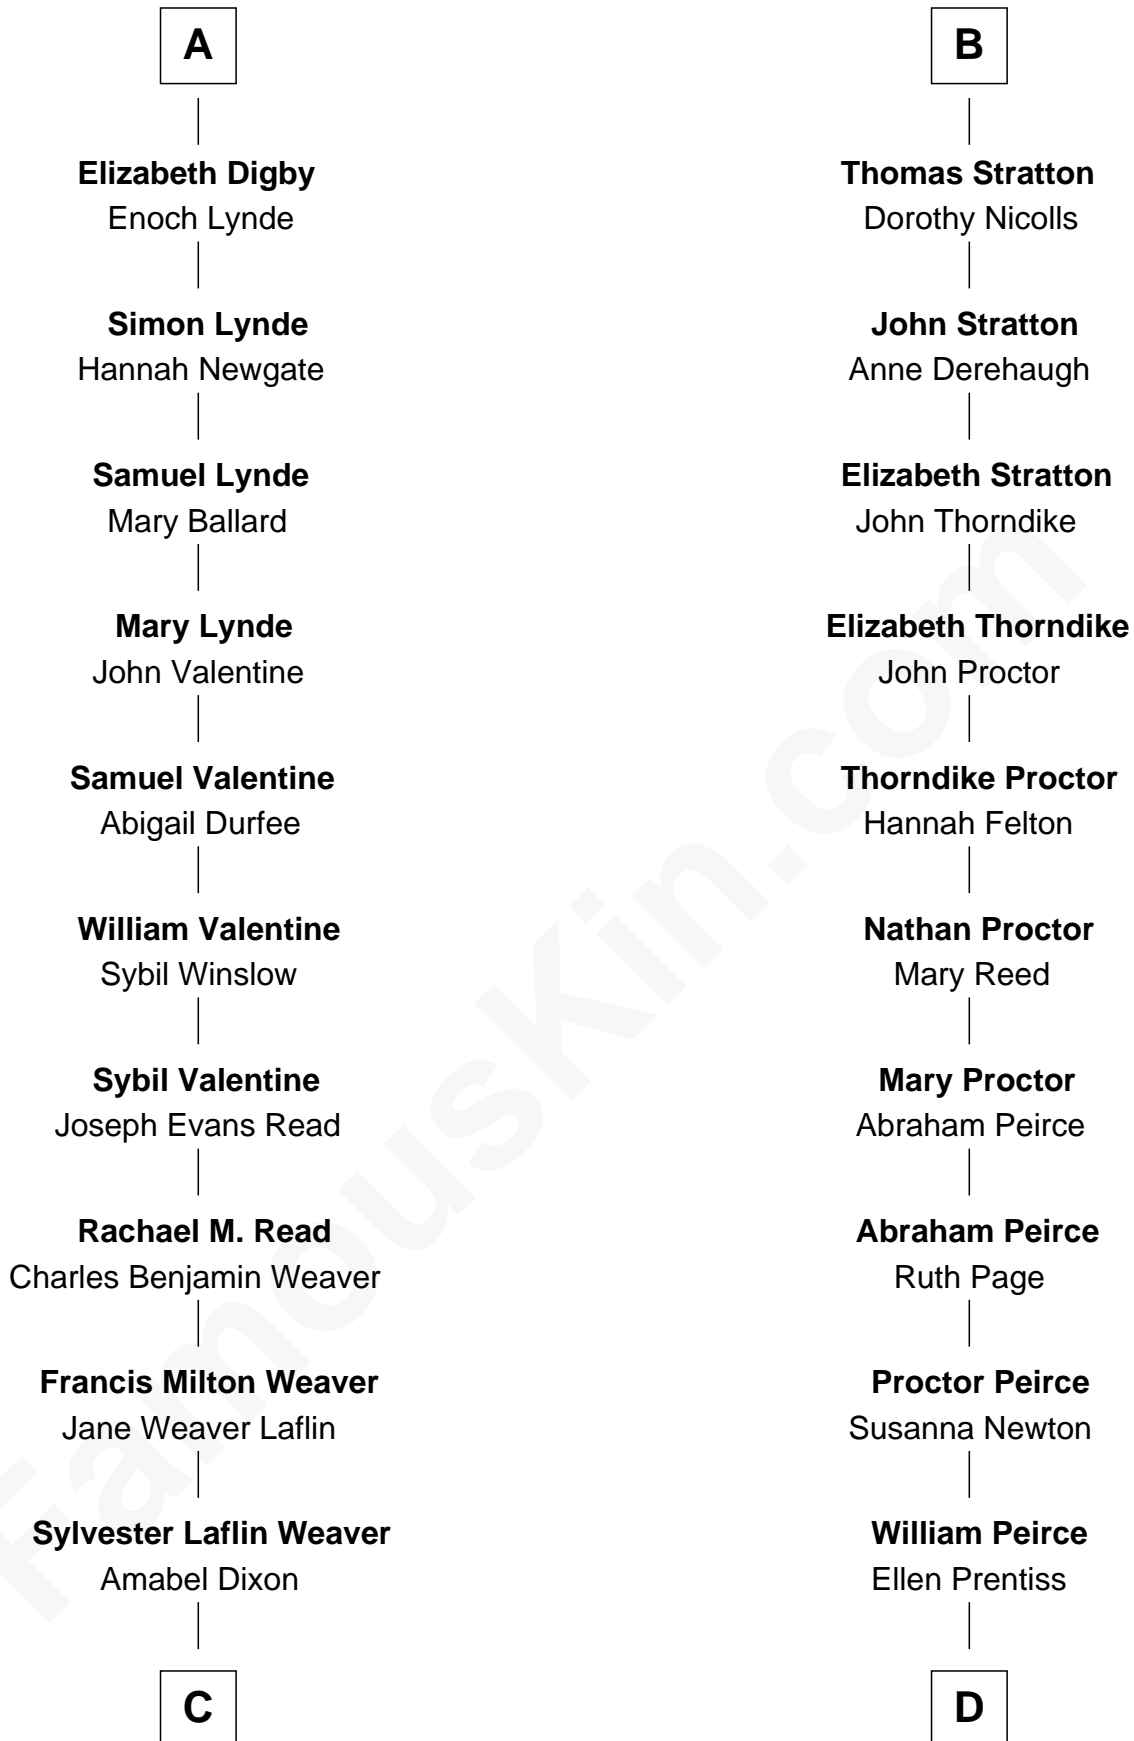 A
Elizabeth Digby
Enoch Lynde
Simon Lynde
Hannah Newgate
Samuel Lynde
Mary Ballard
Mary Lynde
John Valentine
Samuel Valentine
Abigail Durfee
William Valentine
Sybil Winslow
Sybil Valentine
Joseph Evans Read
Rachael M. Read
Charles Benjamin Weaver
Francis Milton Weaver
Jane Weaver Laflin
Sylvester Laflin Weaver
Amabel Dixon
C
B
Thomas Stratton
Dorothy Nicolls
John Stratton
Anne Derehaugh
Elizabeth Stratton
John Thorndike
Elizabeth Thorndike
John Proctor
Thorndike Proctor
Hannah Felton
Nathan Proctor
Mary Reed
Mary Proctor
Abraham Peirce
Abraham Peirce
Ruth Page
Proctor Peirce
Susanna Newton
William Peirce
Ellen Prentiss
D
FamousKin.com